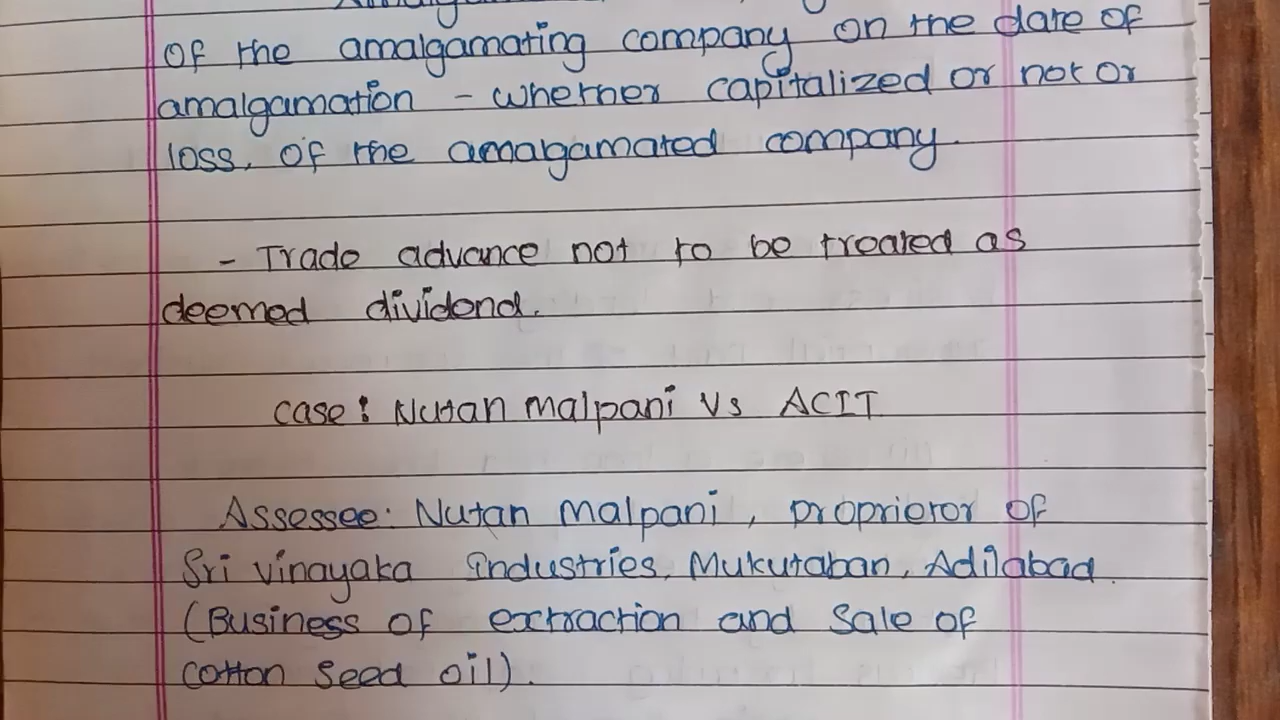 of the amalgamating company on the date of
amalgamation - whether capitalized or not or
loss, of the amalgamated company.
- Trade advance not to be treated as
deemed dividend.
case: Nutan Malpani Vs ACIT
Assessee: Nutan Malpani, proprietor of
Sri Vinayaka Industries, Mukutaban, Adilabad.
(Business of extraction and sale of
cotton seed oil).